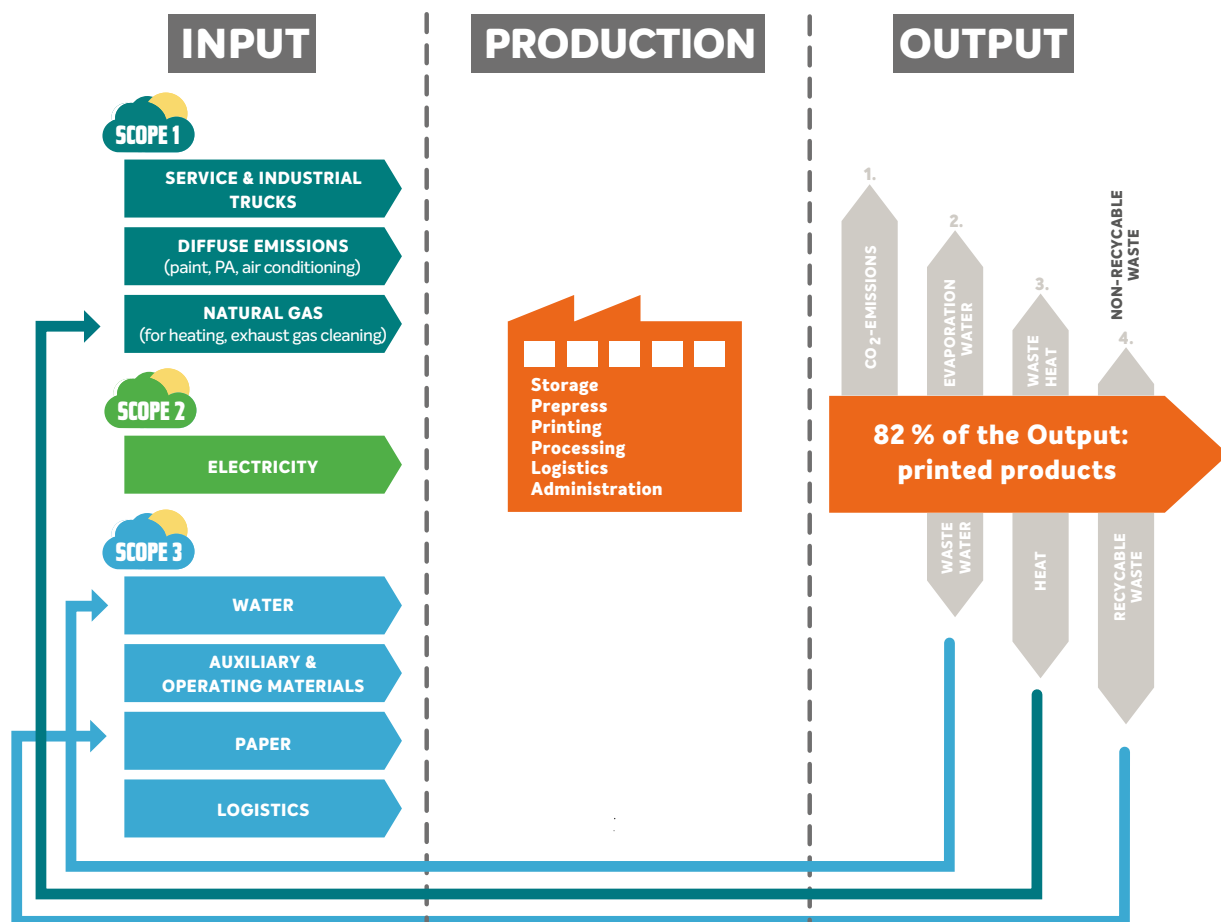 INPUT
SCOPE 1
SERVICE & INDUSTRIAL
TRUCKS
DIFFUSE EMISSIONS
(paint, PA, air conditioning)
NATURAL GAS
(for heating, exhaust gas cleaning)
SCOPE 2
ELECTRICITY
SCOPE 3
WATER
AUXILIARY &
OPERATING MATERIALS
PAPER
LOGISTICS
PRODUCTION
Storage
Prepress
Printing
Processing
Logistics
Administration
OUTPUT
1.
CO₂-EMISSIONS
2.
EVAPORATION
WATER
3.
WASTE
HEAT
NON-RECYCABLE
WASTE
4.
82 % of the Output:
printed products
WASTE
WATER
HEAT
RECYCABLE
WASTE